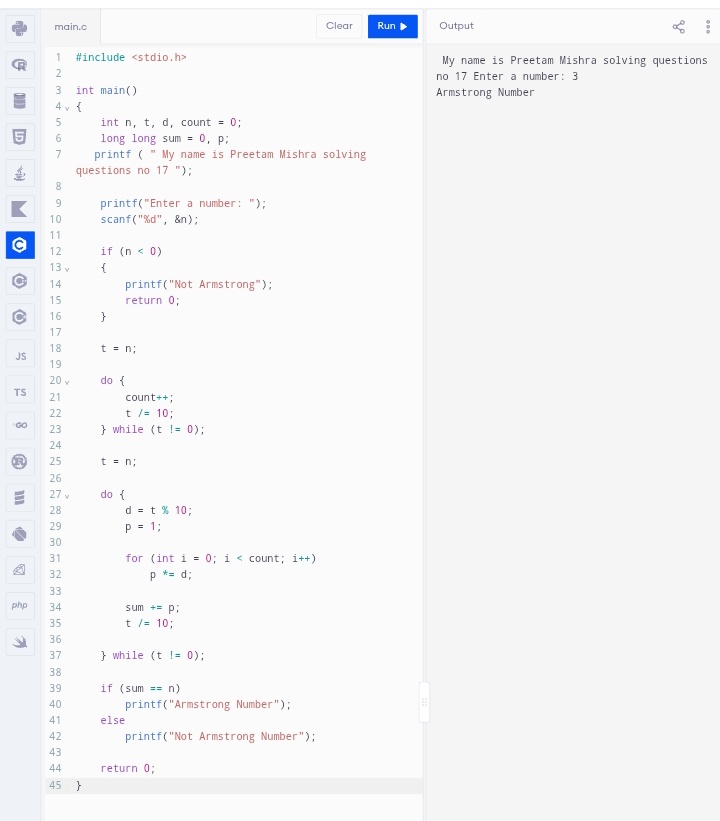 main.c
Clear
Run
Output
JS
TS
GO
php
1 #include <stdio.h>
2
3 int main()
4 {
5     int n, t, d, count = 0;
6     long long sum = 0, p;
7    printf ( " My name is Preetam Mishra solving
questions no 17 ");
8
9     printf("Enter a number: ");
10     scanf("%d", &n);
11
12     if (n < 0)
13     {
14         printf("Not Armstrong");
15         return 0;
16     }
17
18     t = n;
19
20     do {
21         count++;
22         t /= 10;
23     } while (t != 0);
24
25     t = n;
26
27     do {
28         d = t % 10;
29         p = 1;
30
31         for (int i = 0; i < count; i++)
32             p *= d;
33
34         sum += p;
35         t /= 10;
36
37     } while (t != 0);
38
39     if (sum == n)
40         printf("Armstrong Number");
41     else
42         printf("Not Armstrong Number");
43
44     return 0;
45 }
My name is Preetam Mishra solving questions
no 17 Enter a number: 3
Armstrong Number